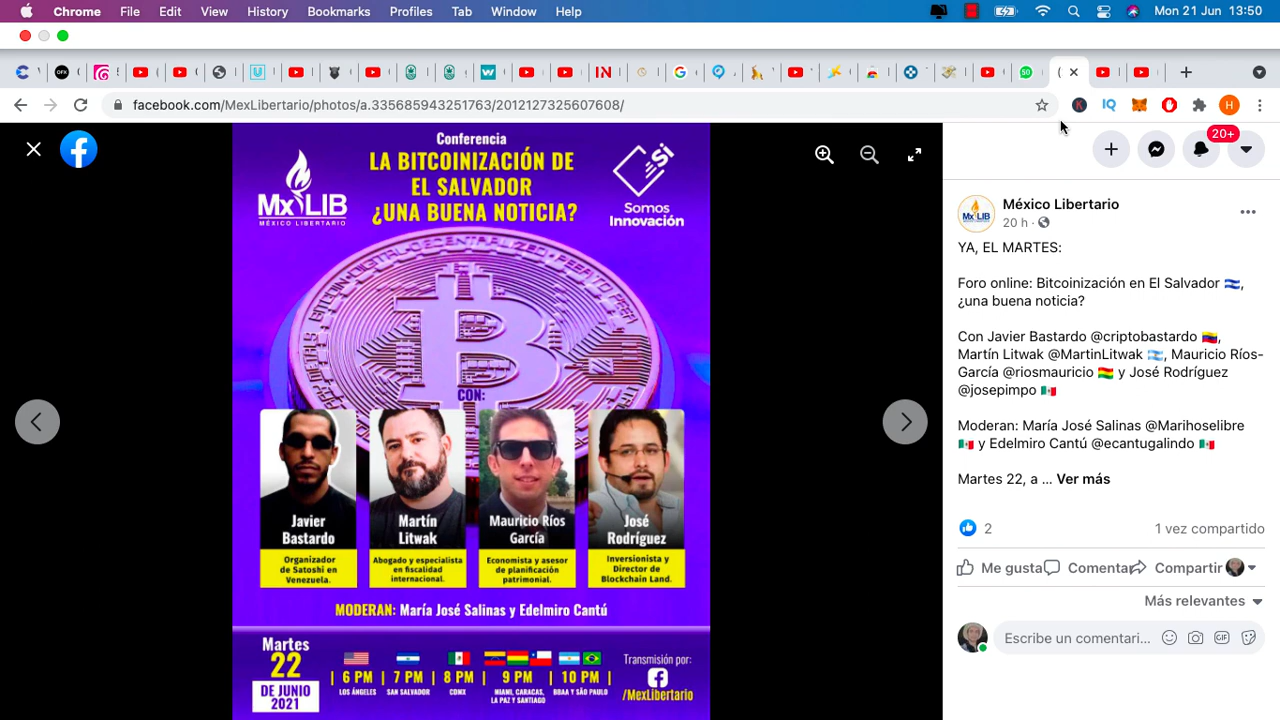 Chrome File Edit View History Bookmarks Profiles Tab Window Help Mon 21 Jun 13:50
facebook.com/MexLibertario/photos/a.335685943251763/2012127325607608/
IQ
H
20+
Conferencia
LA BITCOINIZACIÓN DE
EL SALVADOR
¿UNA BUENA NOTICIA?
MxLIB
MÉXICO LIBERTARIO
SÍ
Somos
Innovación
CON:
Javier
Bastardo
Organizador
de Satoshi en
Venezuela.
Martín
Litwak
Abogado y especialista
en fiscalidad
internacional.
Mauricio Ríos
García
Economista y asesor
de planificación
patrimonial.
José
Rodríguez
Inversionista y
Director de
Blockchain Land.
MODERAN: María José Salinas y Edelmiro Cantú
Martes
22
DE JUNIO
2021
6 PM
LOS ÁNGELES
7 PM
SAN SALVADOR
8 PM
CDMX
9 PM
MIAMI, CARACAS,
LA PAZ Y SANTIAGO
10 PM
BBAA Y SÃO PAULO
Transmisión por:
/MexLibertario
México Libertario
20 h
YA, EL MARTES:
Foro online: Bitcoinización en El Salvador 🇸🇻,
¿una buena noticia?
Con Javier Bastardo @criptobastardo 🇻🇪,
Martín Litwak @MartinLitwak 🇦🇷, Mauricio Ríos-
García @riosmauricio 🇧🇴 y José Rodríguez
@josepimpo 🇲🇽
Moderan: María José Salinas @Marihoselibre
🇲🇽 y Edelmiro Cantú @ecantugalindo 🇲🇽
Martes 22, a ... Ver más
2
1 vez compartido
Me gusta Comentar Compartir
Más relevantes
Escribe un comentari...
GIF